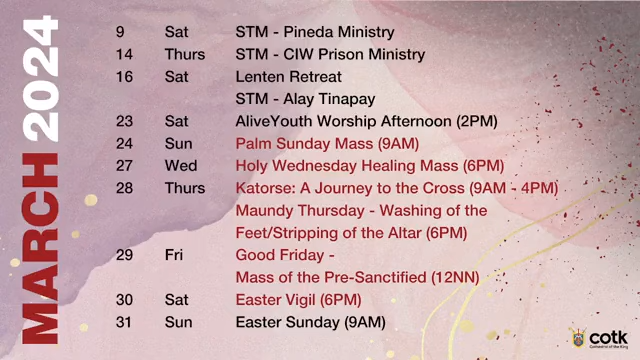 MARCH 2024
9 Sat STM - Pineda Ministry
14 Thurs STM - CIW Prison Ministry
16 Sat Lenten Retreat
STM - Alay Tinapay
23 Sat AliveYouth Worship Afternoon (2PM)
24 Sun Palm Sunday Mass (9AM)
27 Wed Holy Wednesday Healing Mass (6PM)
28 Thurs Katorse: A Journey to the Cross (9AM - 4PM)
Maundy Thursday - Washing of the
Feet/Stripping of the Altar (6PM)
29 Fri Good Friday -
Mass of the Pre-Sanctified (12NN)
30 Sat Easter Vigil (6PM)
31 Sun Easter Sunday (9AM)
cotk
Cathedral of the King